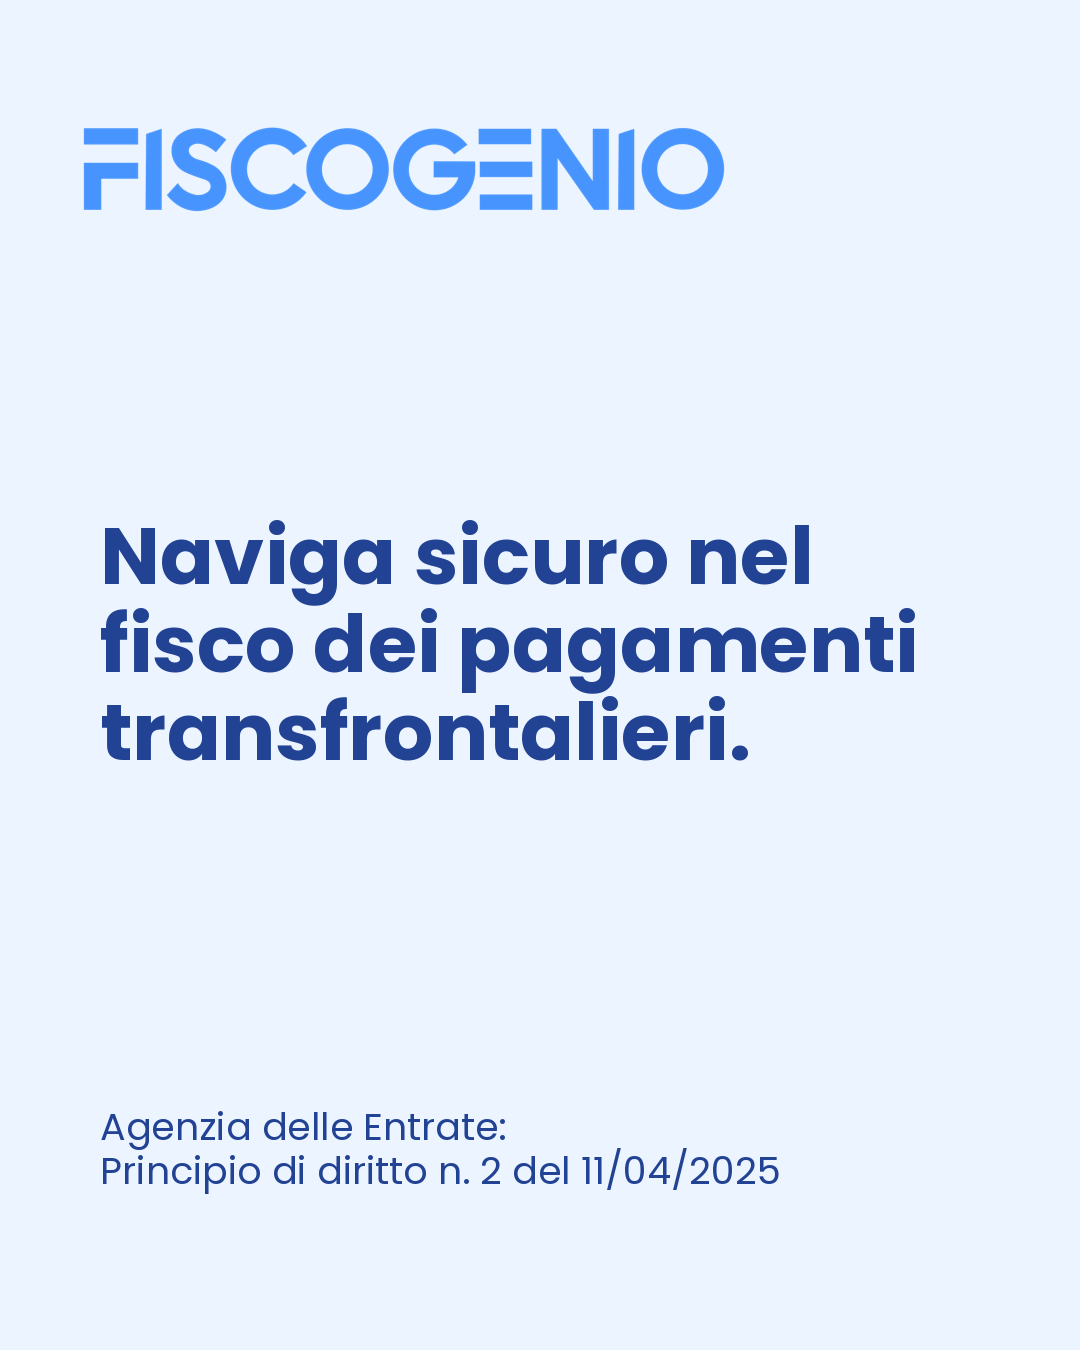 FISCOGENIO
Naviga sicuro nel
fisco dei pagamenti
transfrontalieri.
Agenzia delle Entrate:
Principio di diritto n. 2 del 11/04/2025